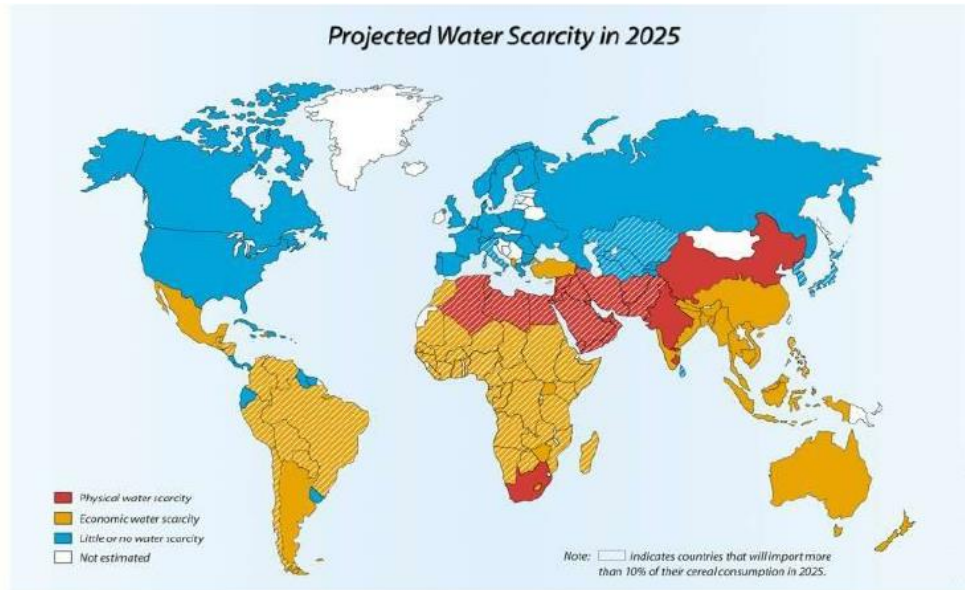 Projected Water Scarcity in 2025
Physical water scarcity
Economic water scarcity
Little or no water scarcity
Not estimated
Note: indicates countries that will import more
than 10% of their cereal consumption in 2025.